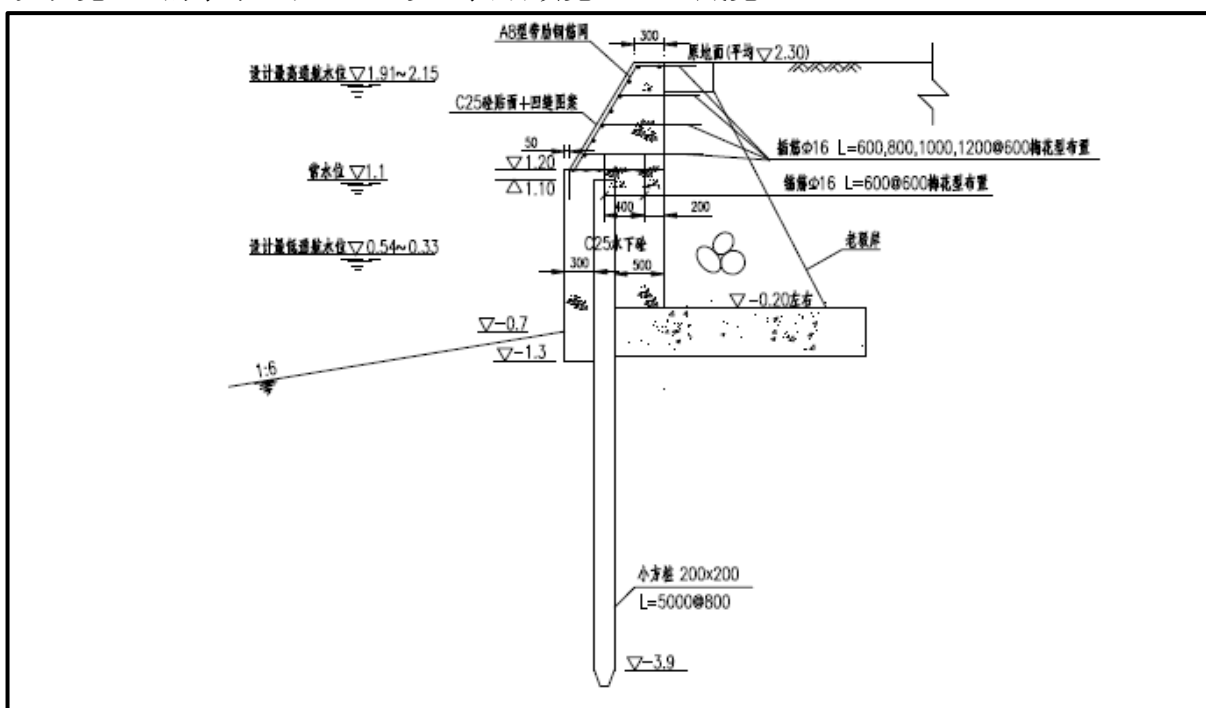 A8型带肋钢筋网
300
原地面(平均▽2.30)
设计最高通航水位▽1.91~2.15
C25砼贴面+凹缝图案
50
插筋Φ16 L=600,800,1000,1200@600梅花型布置
▽1.20
常水位▽1.1
△1.10
插筋Φ16 L=600@600梅花型布置
400
200
C25水下砼
老驳岸
设计最低通航水位▽0.54~0.33
300
500
▽-0.20左右
▽-0.7
▽-1.3
1:6
小方桩 200x200
L=5000@800
▽-3.9